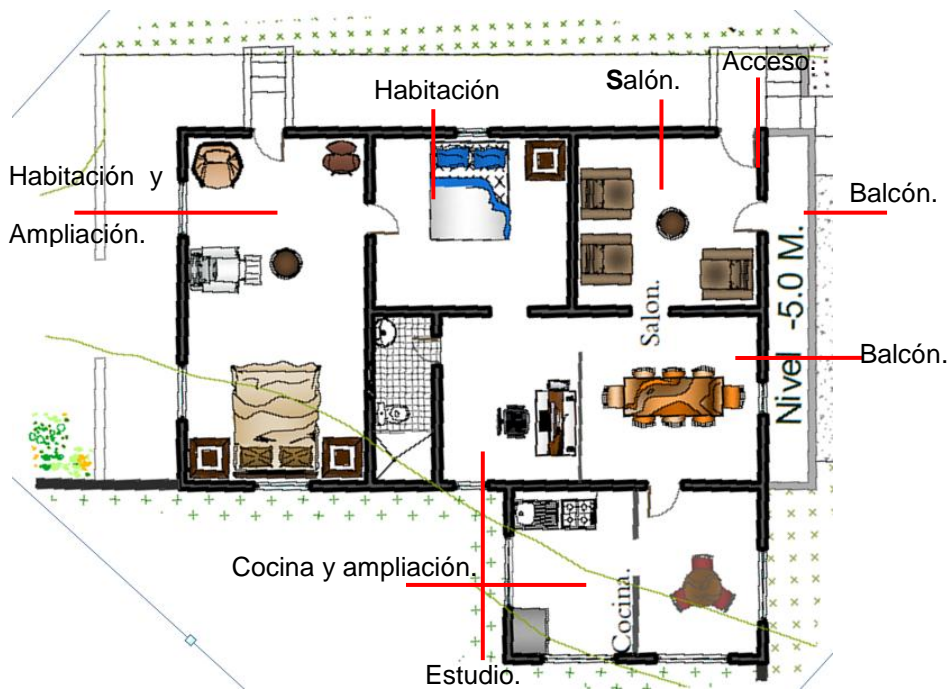 Acceso.
Habitación
Salón.
Habitación y
Ampliación.
Balcón.
Salon.
Nivel -5.0 M.
Balcón.
Cocina y ampliación.
Cocina.
Estudio.